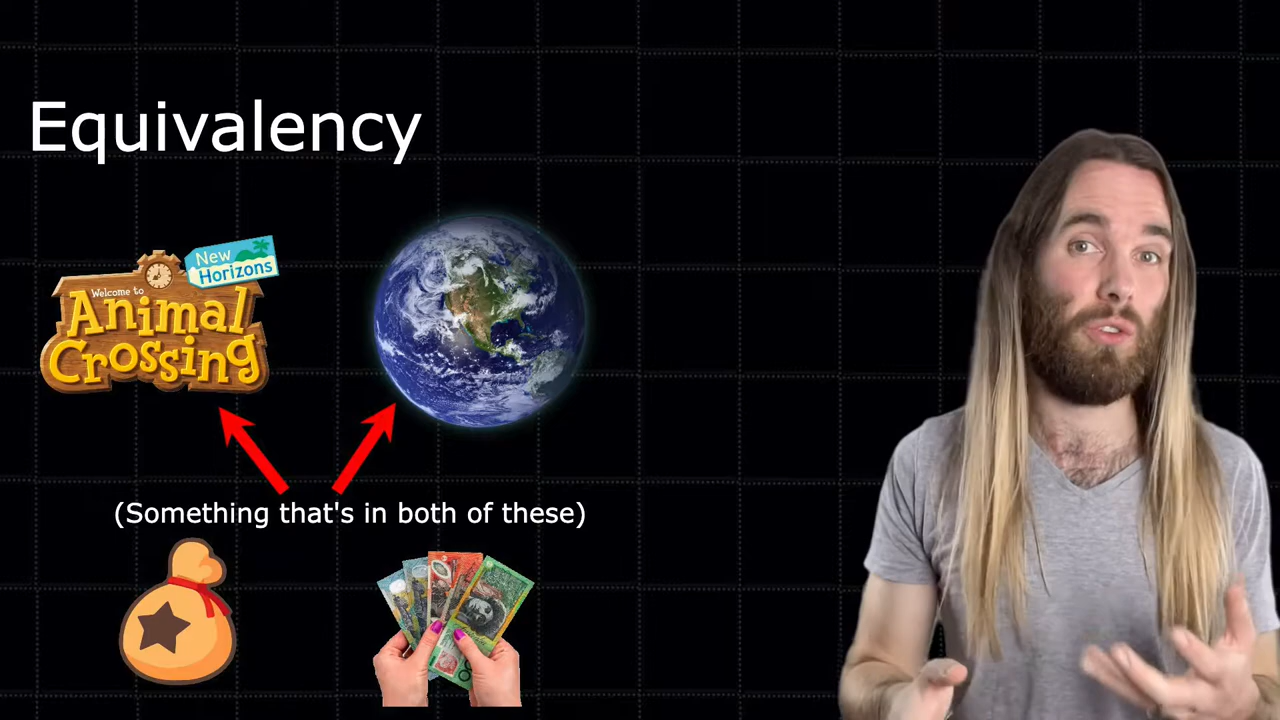 Equivalency
New
Horizons
Welcome to
Animal
Crossing
(Something that's in both of these)